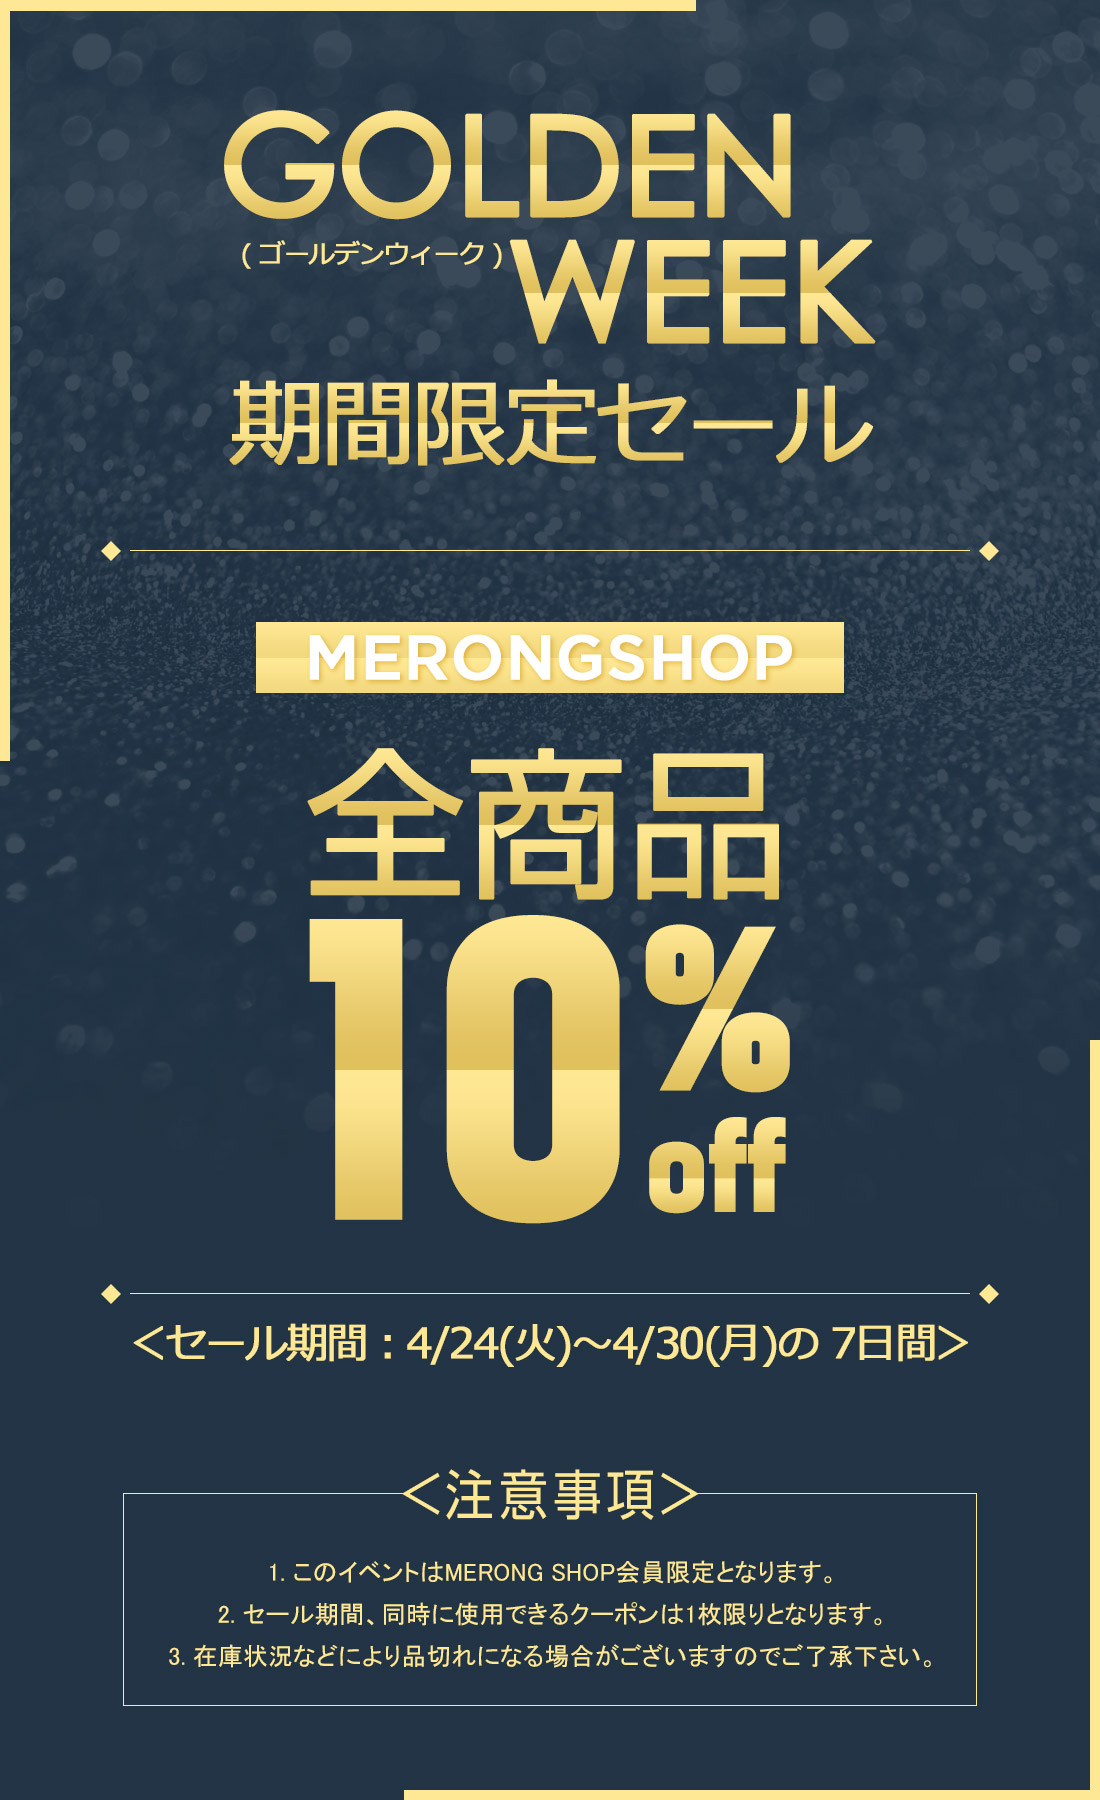 GOLDEN
(ゴールデンウィーク) WEEK
期間限定セール
MERONGSHOP
全商品
10%
off
＜セール期間：4/24(火)〜4/30(月)の 7日間＞
＜注意事項＞
1. このイベントはMERONG SHOP会員限定となります。
2. セール期間、同時に使用できるクーポンは1枚限りとなります。
3. 在庫状況などにより品切れになる場合がございますのでご了承下さい。